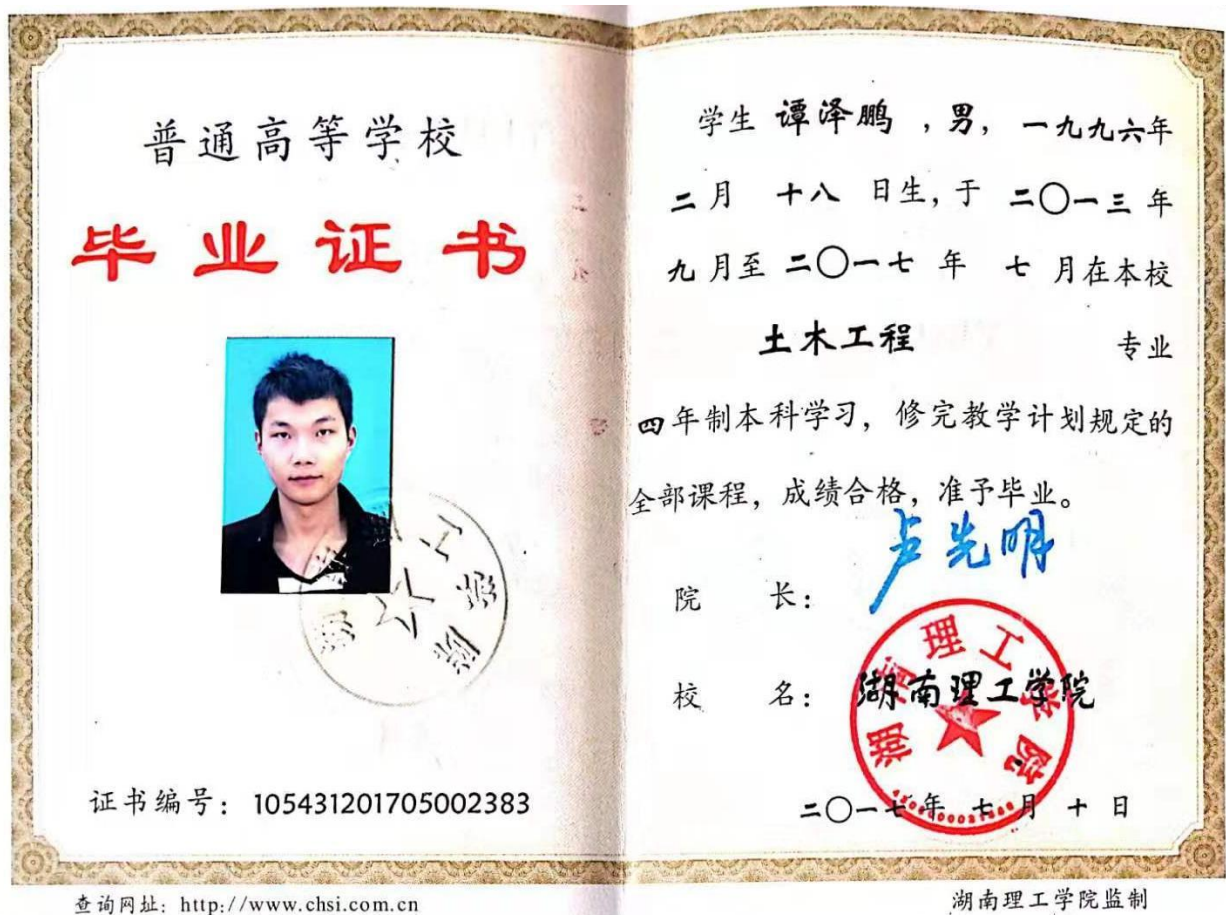 普通高等学校
毕业证书
证书编号：105431201705002383
查询网址：http://www.chsi.com.cn
学生 谭泽鹏 ，男，一九九六年
二月 十八 日生，于 二〇一三 年
九 月至 二〇一七 年 七 月在本校
土木工程 专业
四年制本科学习，修完教学计划规定的
全部课程，成绩合格，准予毕业。
院 长：卢先明
校 名：湖南理工学院
湖南理工学院
二〇一七 年 七 月 十 日
湖南理工学院监制